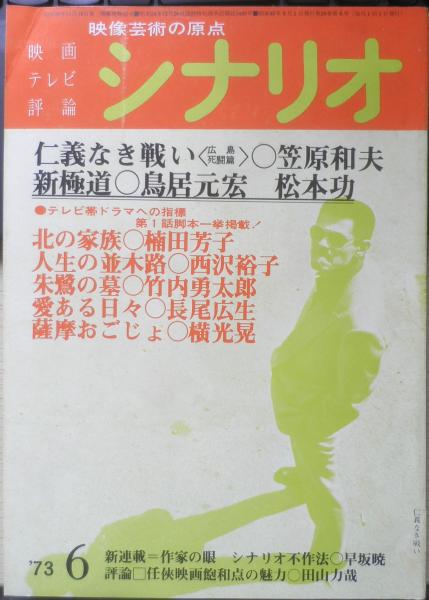 映像芸術の原点
映画
テレビ
評論
シナリオ
仁義なき戦い〈広島死闘篇〉○笠原和夫
新極道○鳥居元宏 松本功
●テレビ帯ドラマへの指標
第1話脚本一挙掲載!
北の家族○楠田芳子
人生の並木路○西沢裕子
朱鷺の墓○竹内勇太郎
愛ある日々○長尾広生
薩摩おごじょ○横光晃
仁義なき戦い
'73 6
新連載=作家の眼 シナリオ不作法○早坂暁
評論□任侠映画飽和点の魅力○田山力哉